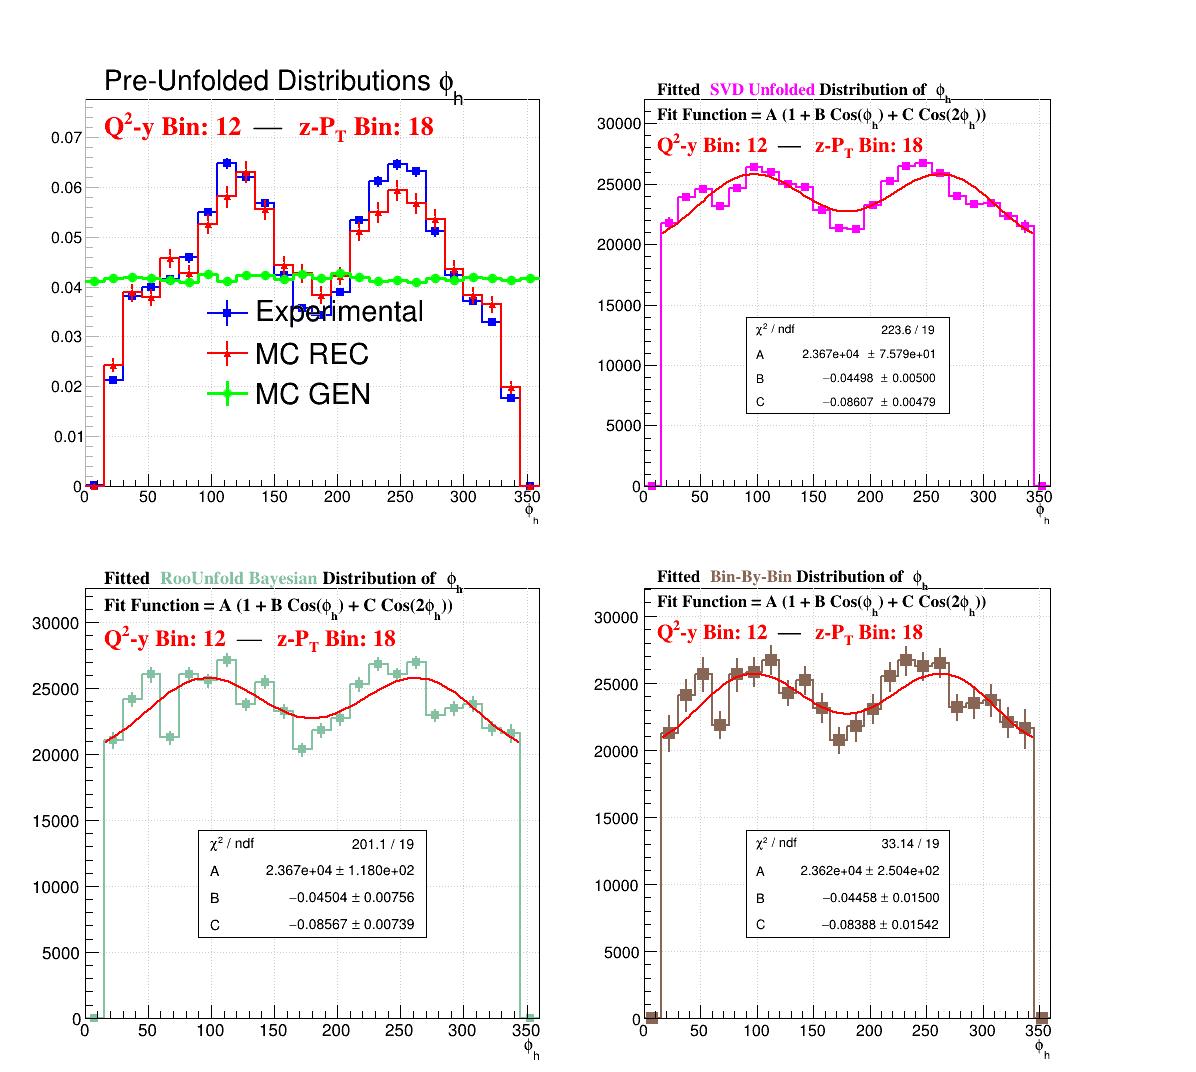 Pre-Unfolded Distributions ϕh
Q²-y Bin: 12 — z-PT Bin: 18
0.07
0.06
0.05
0.04
0.03
0.02
0.01
0
Experimental
MC REC
MC GEN
0 50 100 150 200 250 300 350
ϕh
Fitted SVD Unfolded Distribution of ϕh
Fit Function = A (1 + B Cos(ϕh) + C Cos(2ϕh))
Q²-y Bin: 12 — z-PT Bin: 18
30000
25000
20000
15000
10000
5000
0
χ² / ndf 223.6 / 19
A 2.367e+04 ± 7.579e+01
B −0.04498 ± 0.00500
C −0.08607 ± 0.00479
0 50 100 150 200 250 300 350
ϕh
Fitted RooUnfold Bayesian Distribution of ϕh
Fit Function = A (1 + B Cos(ϕh) + C Cos(2ϕh))
Q²-y Bin: 12 — z-PT Bin: 18
30000
25000
20000
15000
10000
5000
0
χ² / ndf 201.1 / 19
A 2.367e+04 ± 1.180e+02
B −0.04504 ± 0.00756
C −0.08567 ± 0.00739
0 50 100 150 200 250 300 350
ϕh
Fitted Bin-By-Bin Distribution of ϕh
Fit Function = A (1 + B Cos(ϕh) + C Cos(2ϕh))
Q²-y Bin: 12 — z-PT Bin: 18
30000
25000
20000
15000
10000
5000
0
χ² / ndf 33.14 / 19
A 2.362e+04 ± 2.504e+02
B −0.04458 ± 0.01500
C −0.08388 ± 0.01542
0 50 100 150 200 250 300 350
ϕh